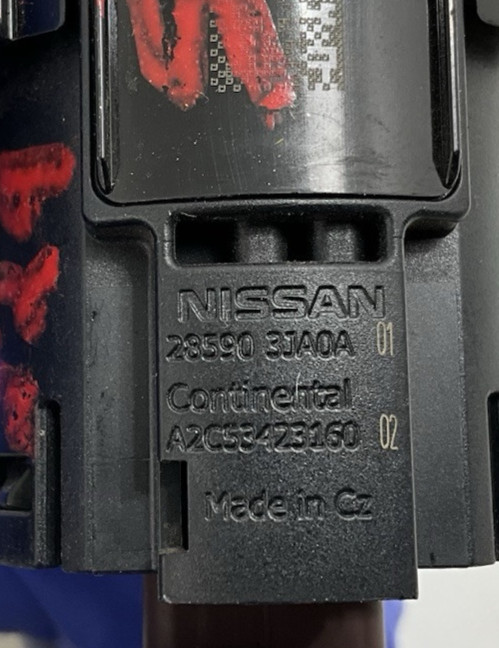 NISSAN
28590 3JA0A 01
Continental
A2C53423160 02
Made in Cz